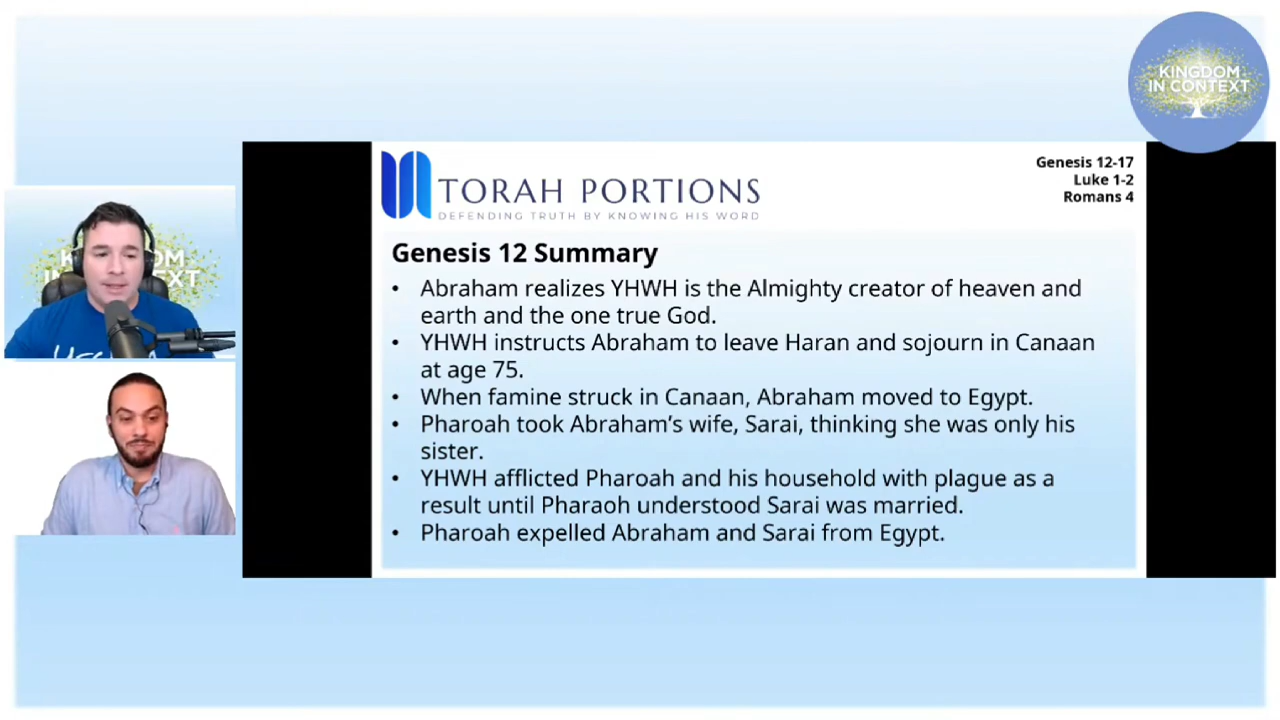 KINGDOM
IN CONTEXT
Genesis 12-17
Luke 1-2
Romans 4
TORAH PORTIONS
DEFENDING TRUTH BY KNOWING HIS WORD
Genesis 12 Summary
• Abraham realizes YHWH is the Almighty creator of heaven and
earth and the one true God.
• YHWH instructs Abraham to leave Haran and sojourn in Canaan
at age 75.
• When famine struck in Canaan, Abraham moved to Egypt.
• Pharoah took Abraham's wife, Sarai, thinking she was only his
sister.
• YHWH afflicted Pharoah and his household with plague as a
result until Pharaoh understood Sarai was married.
• Pharoah expelled Abraham and Sarai from Egypt.